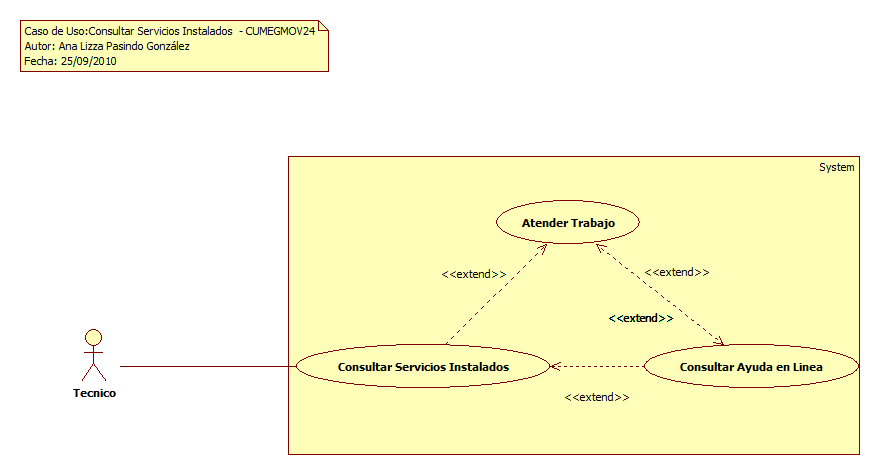 Caso de Uso:Consultar Servicios Instalados - CUMEGMOV24
Autor: Ana Lizza Pasindo González
Fecha: 25/09/2010
System
Atender Trabajo
<<extend>>
<<extend>>
<<extend>>
Consultar Servicios Instalados
Consultar Ayuda en Linea
Tecnico
<<extend>>